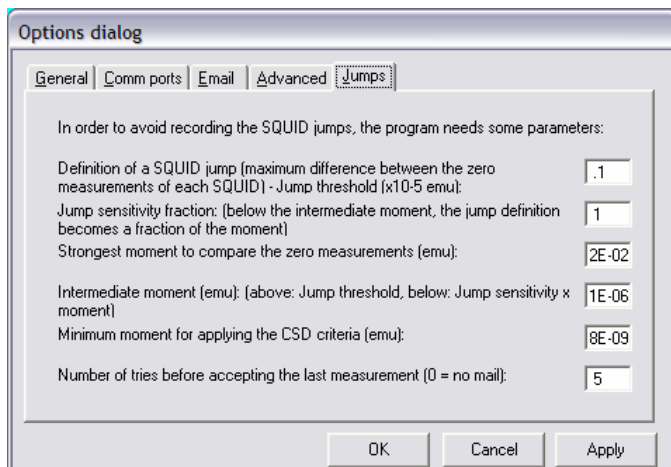 Options dialog
General Comm ports Email Advanced Jumps
In order to avoid recording the SQUID jumps, the program needs some parameters:
Definition of a SQUID jump (maximum difference between the zero
measurements of each SQUID) - Jump threshold (x10-5 emu):
.1
Jump sensitivity fraction: (below the intermediate moment, the jump definition
becomes a fraction of the moment)
1
Strongest moment to compare the zero measurements (emu):
2E-02
Intermediate moment (emu): (above: Jump threshold, below: Jump sensitivity x
moment)
1E-06
Minimum moment for applying the CSD criteria (emu):
8E-09
Number of tries before accepting the last measurement (0 = no mail):
5
OK Cancel Apply